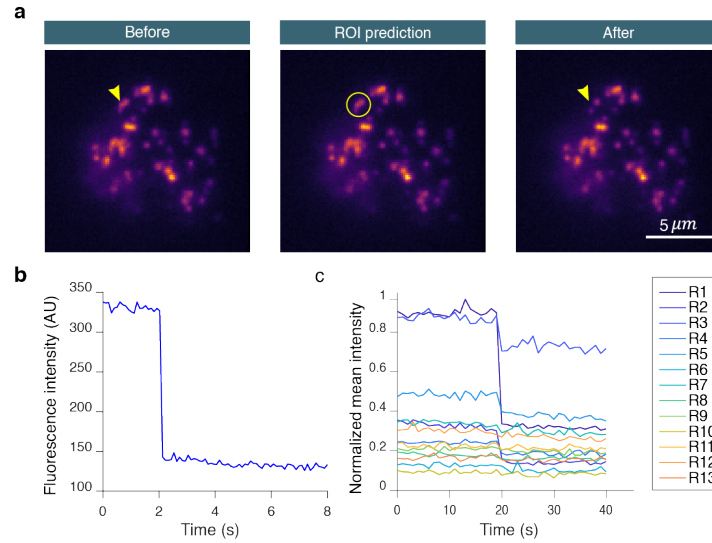 a
Before
ROI prediction
After
5 μm
b
Fluorescence intensity (AU)
350
300
250
200
150
100
0
2
4
6
8
Time (s)
c
Normalized mean intensity
1
0.8
0.6
0.4
0.2
0
0
10
20
30
40
Time (s)
R1
R2
R3
R4
R5
R6
R7
R8
R9
R10
R11
R12
R13